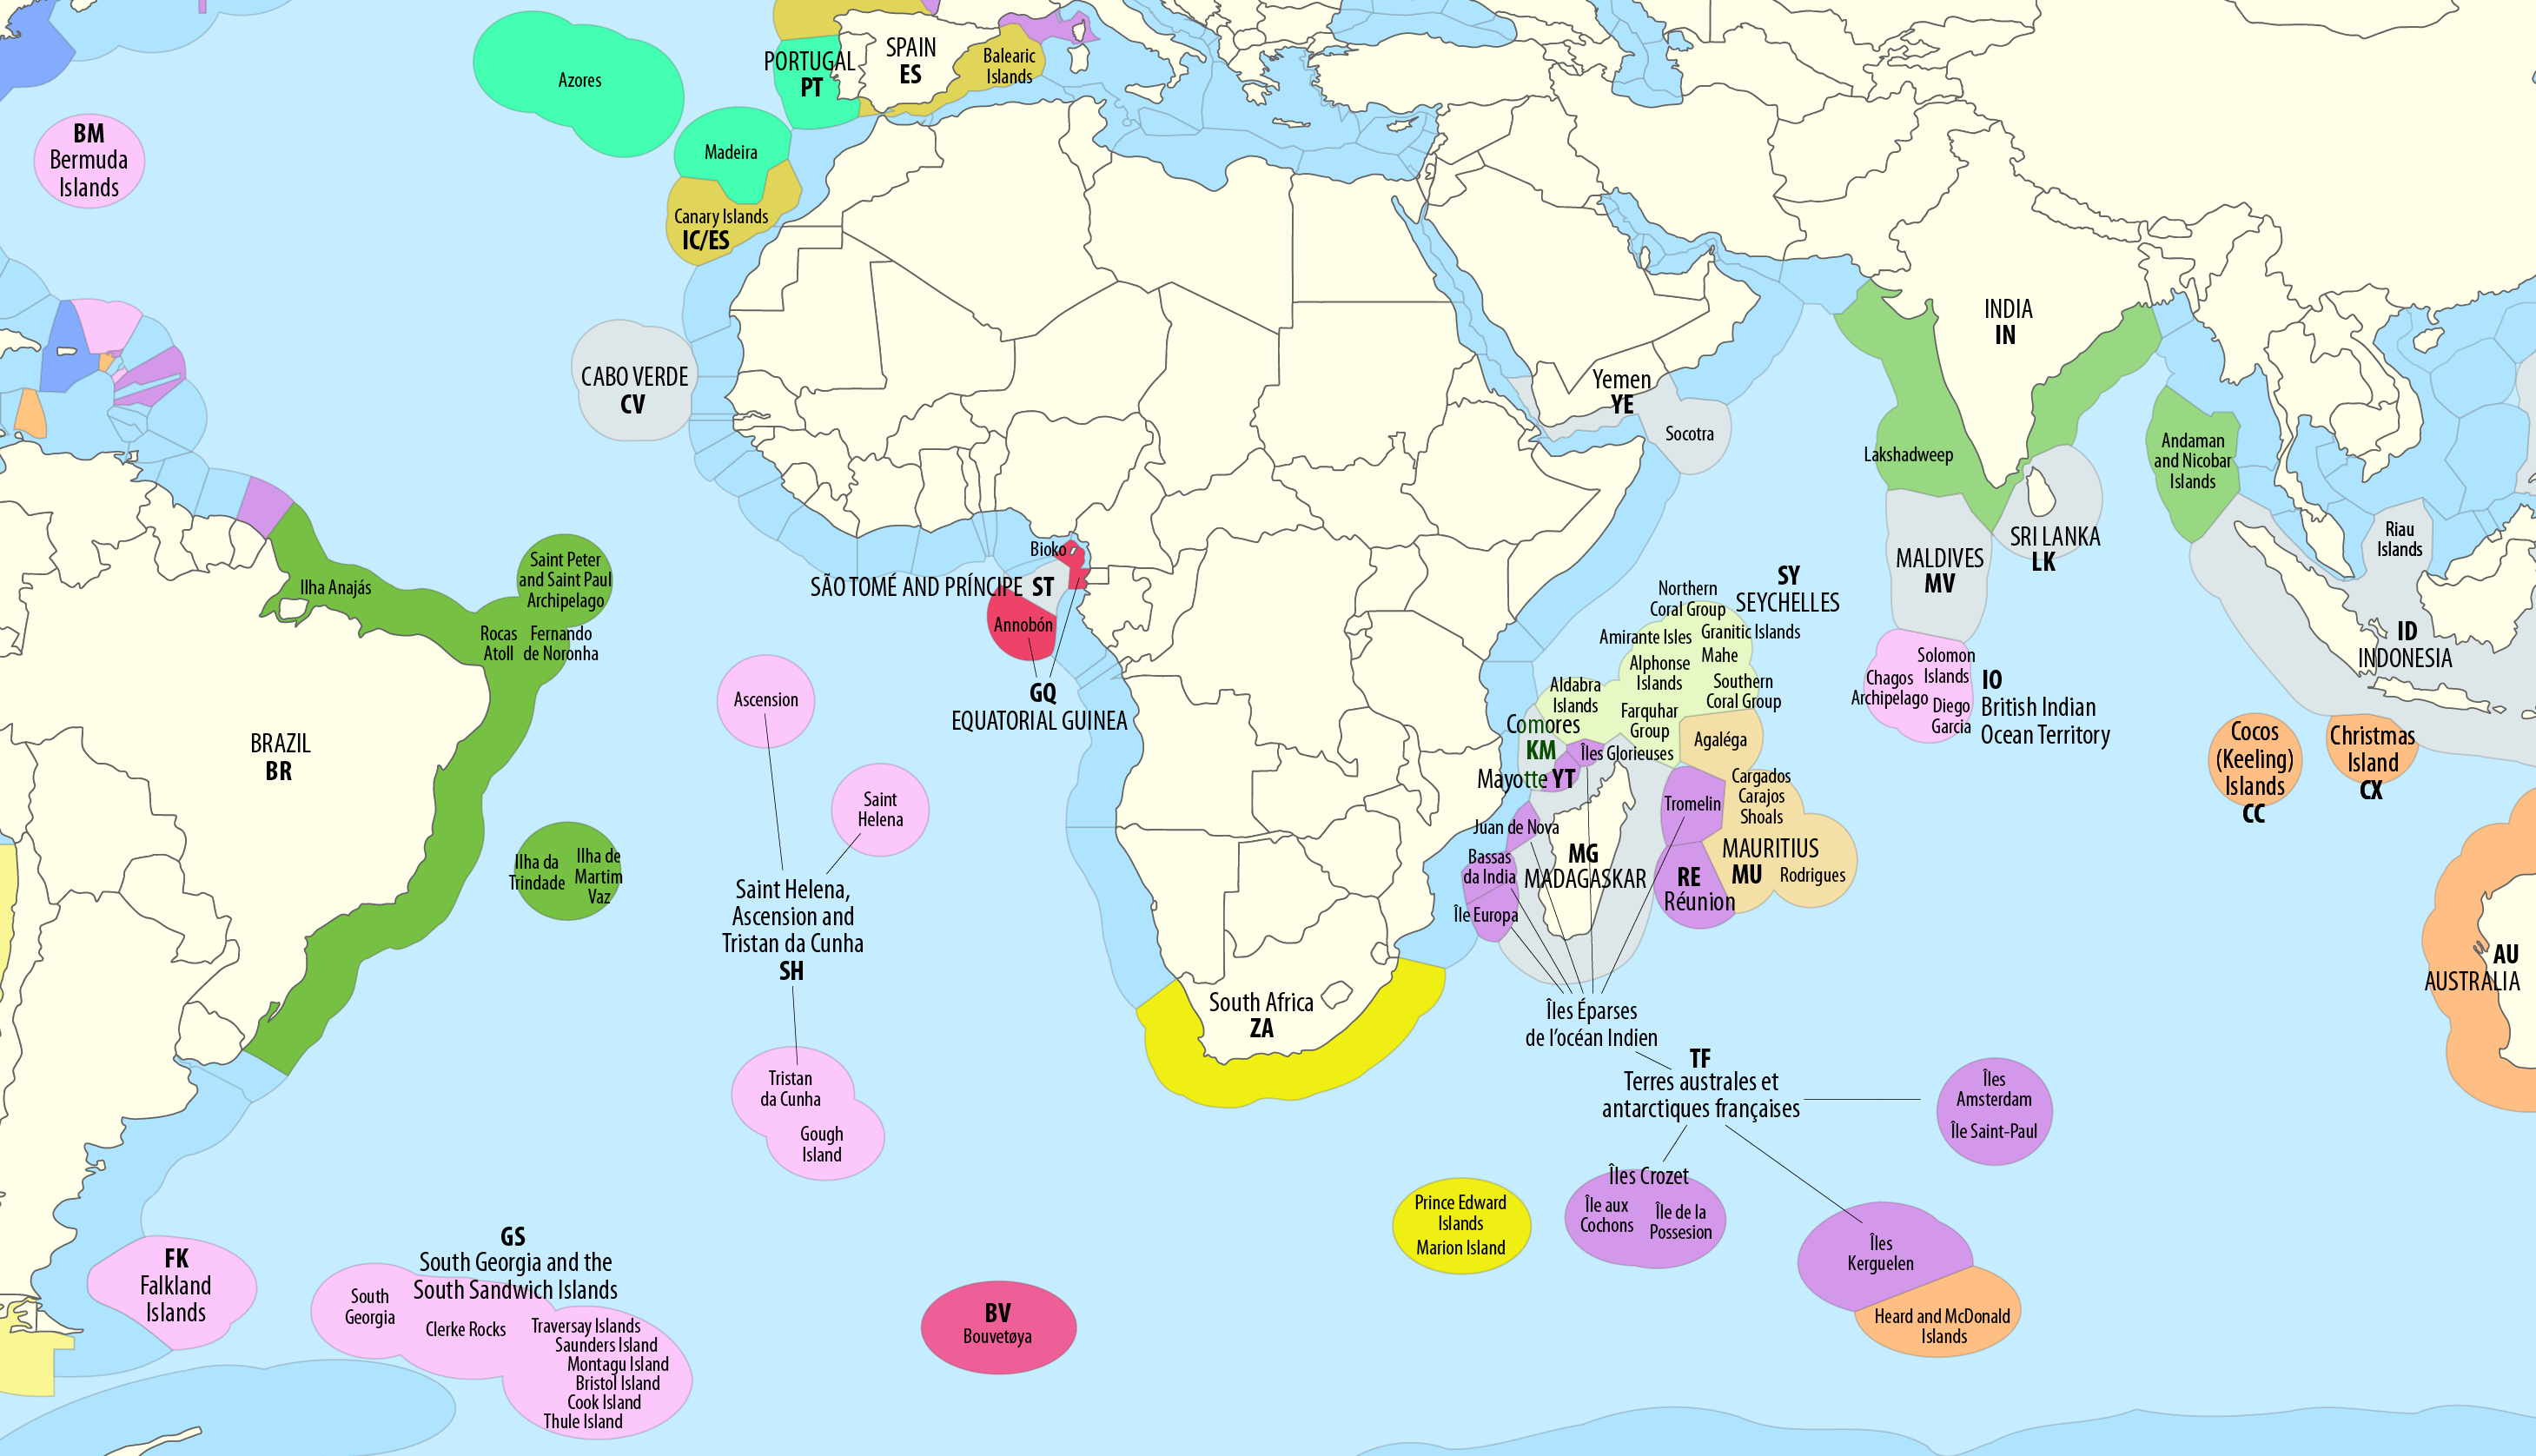 Azores
PORTUGAL
PT
SPAIN
ES
Balearic
Islands
BM
Bermuda
Islands
Madeira
Canary Islands
IC/ES
CABO VERDE
CV
Yemen
YE
Socotra
INDIA
IN
Lakshadweep
Andaman
and Nicobar
Islands
SRI LANKA
LK
MALDIVES
MV
Riau
Islands
ID
INDONESIA
Ilha Anajás
Saint Peter
and Saint Paul
Archipelago
Rocas
Atoll
Fernando
de Noronha
BRAZIL
BR
Ilha da
Trindade
Ilha de
Martim
Vaz
Bioko
SÃO TOMÉ AND PRÍNCIPE ST
Annobón
GQ
EQUATORIAL GUINEA
Ascension
Saint
Helena
Saint Helena,
Ascension and
Tristan da Cunha
SH
Tristan
da Cunha
Gough
Island
SY
SEYCHELLES
Northern
Coral Group
Amirante Isles
Granitic Islands
Mahe
Alphonse
Islands
Southern
Coral Group
Aldabra
Islands
Farquhar
Group
Comores
KM
Îles Glorieuses
Mayotte YT
Agaléga
Tromelin
Cargados
Carajos
Shoals
Juan de Nova
Bassas
da India
Île Europa
MG
MADAGASKAR
MAURITIUS
MU
Rodrigues
RE
Réunion
Solomon
Islands
Chagos
Archipelago
Diego
Garcia
IO
British Indian
Ocean Territory
Cocos
(Keeling)
Islands
CC
Christmas
Island
CX
AU
AUSTRALIA
South Africa
ZA
Îles Éparses
de l’océan Indien
TF
Terres australes et
antarctiques françaises
Îles
Amsterdam
Île Saint-Paul
Îles Crozet
Île aux
Cochons
Île de la
Possesion
Prince Edward
Islands
Marion Island
Îles
Kerguelen
Heard and McDonald
Islands
FK
Falkland
Islands
GS
South Georgia and the
South Sandwich Islands
South
Georgia
Clerke Rocks
Traversay Islands
Saunders Island
Montagu Island
Bristol Island
Cook Island
Thule Island
BV
Bouvetøya